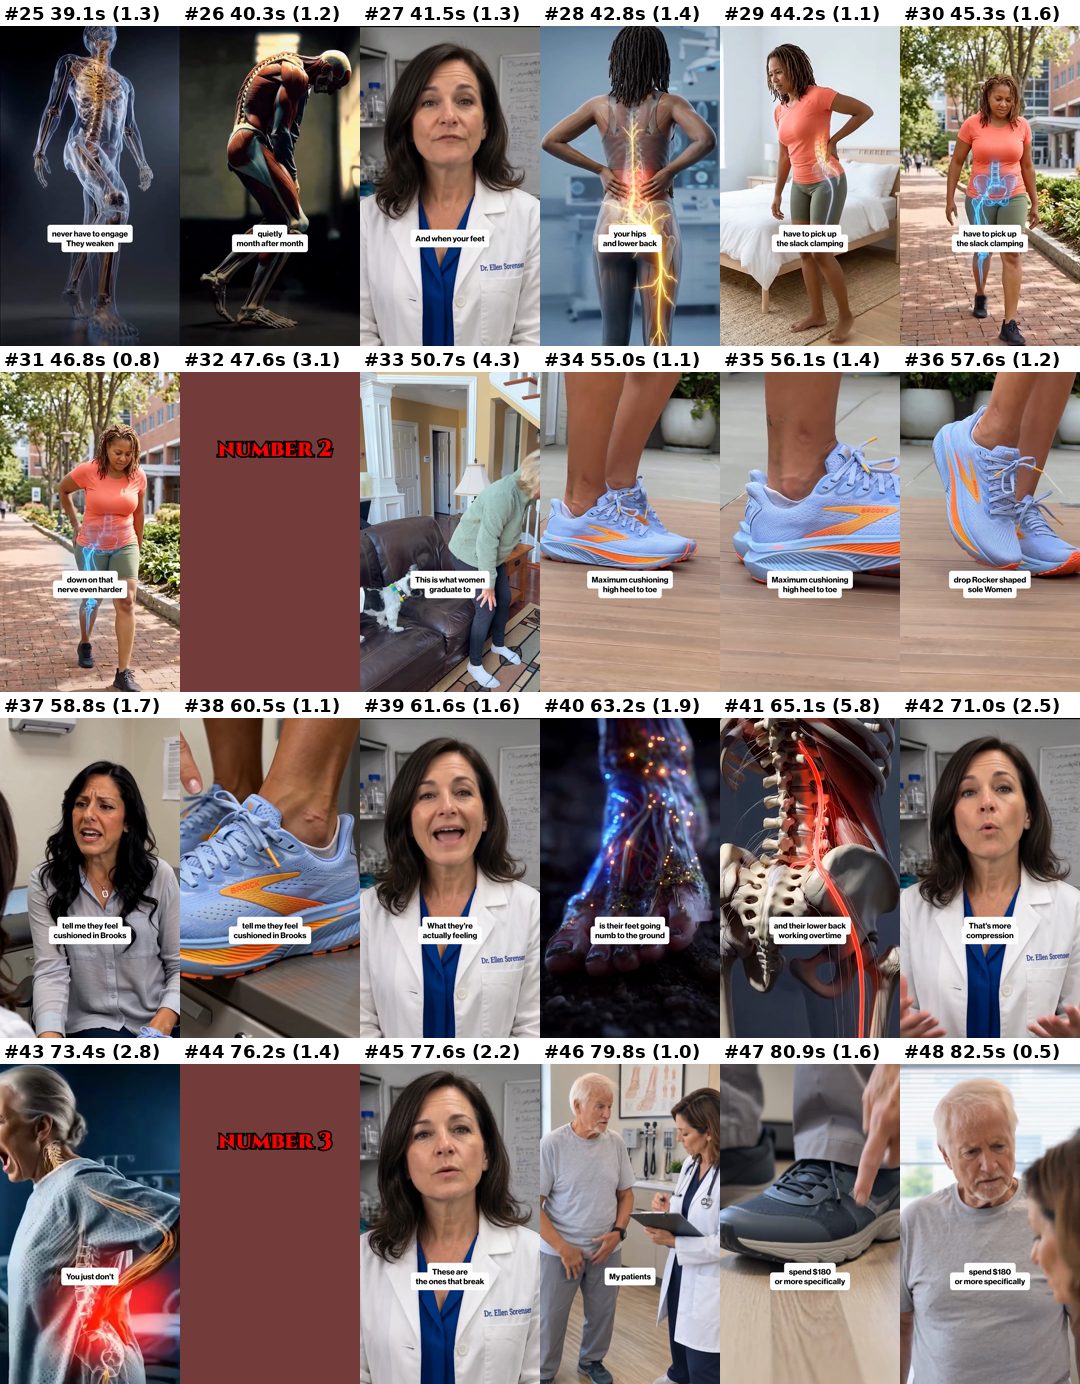 #25 39.1s (1.3)
#26 40.3s (1.2)
#27 41.5s (1.3)
#28 42.8s (1.4)
#29 44.2s (1.1)
#30 45.3s (1.6)
never have to engage
They weaken
quietly
month after month
And when your feet
Dr. Ellen Sorensen
your hips
and lower back
have to pick up
the slack clamping
have to pick up
the slack clamping
#31 46.8s (0.8)
#32 47.6s (3.1)
#33 50.7s (4.3)
#34 55.0s (1.1)
#35 56.1s (1.4)
#36 57.6s (1.2)
down on that
nerve even harder
NUMBER 2
This is what women
graduate to
Maximum cushioning
high heel to toe
BROOKS
Maximum cushioning
high heel to toe
drop Rocker shaped
sole Women
#37 58.8s (1.7)
#38 60.5s (1.1)
#39 61.6s (1.6)
#40 63.2s (1.9)
#41 65.1s (5.8)
#42 71.0s (2.5)
tell me they feel
cushioned in Brooks
tell me they feel
cushioned in Brooks
What they're
actually feeling
Dr. Ellen Sorensen
is their feet going
numb to the ground
and their lower back
working overtime
That's more
compression
Dr. Ellen Sorensen
#43 73.4s (2.8)
#44 76.2s (1.4)
#45 77.6s (2.2)
#46 79.8s (1.0)
#47 80.9s (1.6)
#48 82.5s (0.5)
You just don't
NUMBER 3
These are
the ones that break
Dr. Ellen Sorensen
My patients
spend $180
or more specifically
spend $180
or more specifically